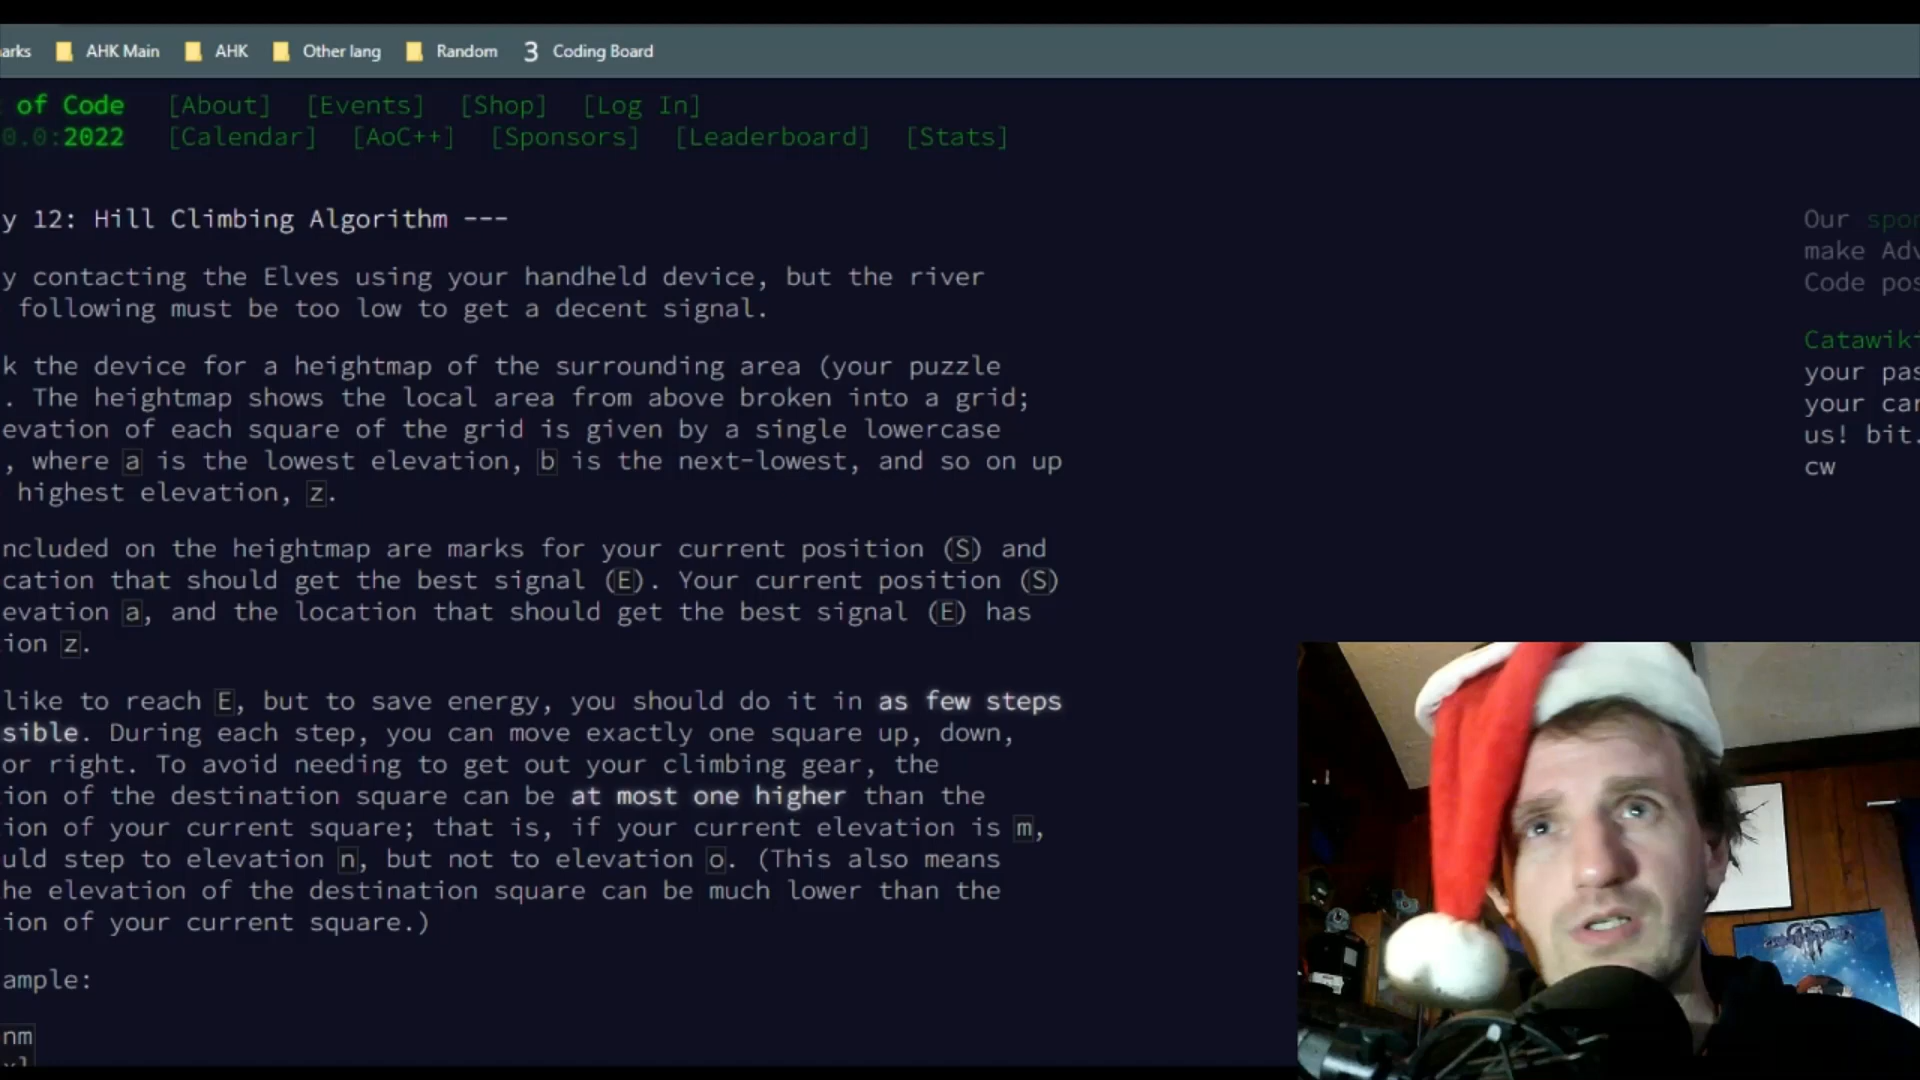 arks AHK Main AHK Other lang Random 3 Coding Board
of Code [About] [Events] [Shop] [Log In]
0.0:2022 [Calendar] [AoC++] [Sponsors] [Leaderboard] [Stats]
y 12: Hill Climbing Algorithm ---
y contacting the Elves using your handheld device, but the river
following must be too low to get a decent signal.
k the device for a heightmap of the surrounding area (your puzzle
. The heightmap shows the local area from above broken into a grid;
evation of each square of the grid is given by a single lowercase
, where a is the lowest elevation, b is the next-lowest, and so on up
highest elevation, z.
ncluded on the heightmap are marks for your current position (S) and
cation that should get the best signal (E). Your current position (S)
evation a, and the location that should get the best signal (E) has
ion z.
like to reach E, but to save energy, you should do it in as few steps
sible. During each step, you can move exactly one square up, down,
or right. To avoid needing to get out your climbing gear, the
ion of the destination square can be at most one higher than the
ion of your current square; that is, if your current elevation is m,
uld step to elevation n, but not to elevation o. (This also means
he elevation of the destination square can be much lower than the
ion of your current square.)
ample:
nm
Our spon
make Adv
Code pos
Catawiki
your pas
your car
us! bit.
cw